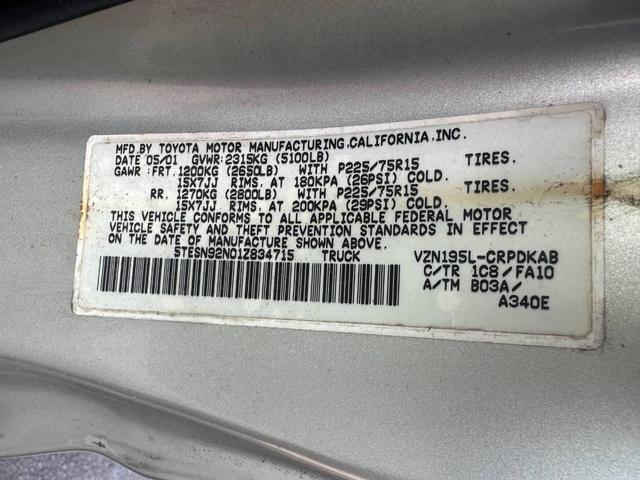 MFD.BY TOYOTA MOTOR MANUFACTURING,CALIFORNIA,INC.
DATE 05/01 GVWR:2315KG (5100LB)
GAWR:FRT.1200KG (2650LB) WITH P225/75R15 TIRES.
15X7JJ RIMS, AT 180KPA (26PSI) COLD.
RR. 1270KG (2800LB) WITH P225/75R15 TIRES.
15X7JJ RIMS, AT 200KPA (29PSI) COLD.
THIS VEHICLE CONFORMS TO ALL APPLICABLE FEDERAL MOTOR
VEHICLE SAFETY AND THEFT PREVENTION STANDARDS IN EFFECT
ON THE DATE OF MANUFACTURE SHOWN ABOVE.
5TESN92N01Z834715 TRUCK VZN195L-CRPDKAB
C/TR 1C8/FA10
A/TM B03A/
A340E